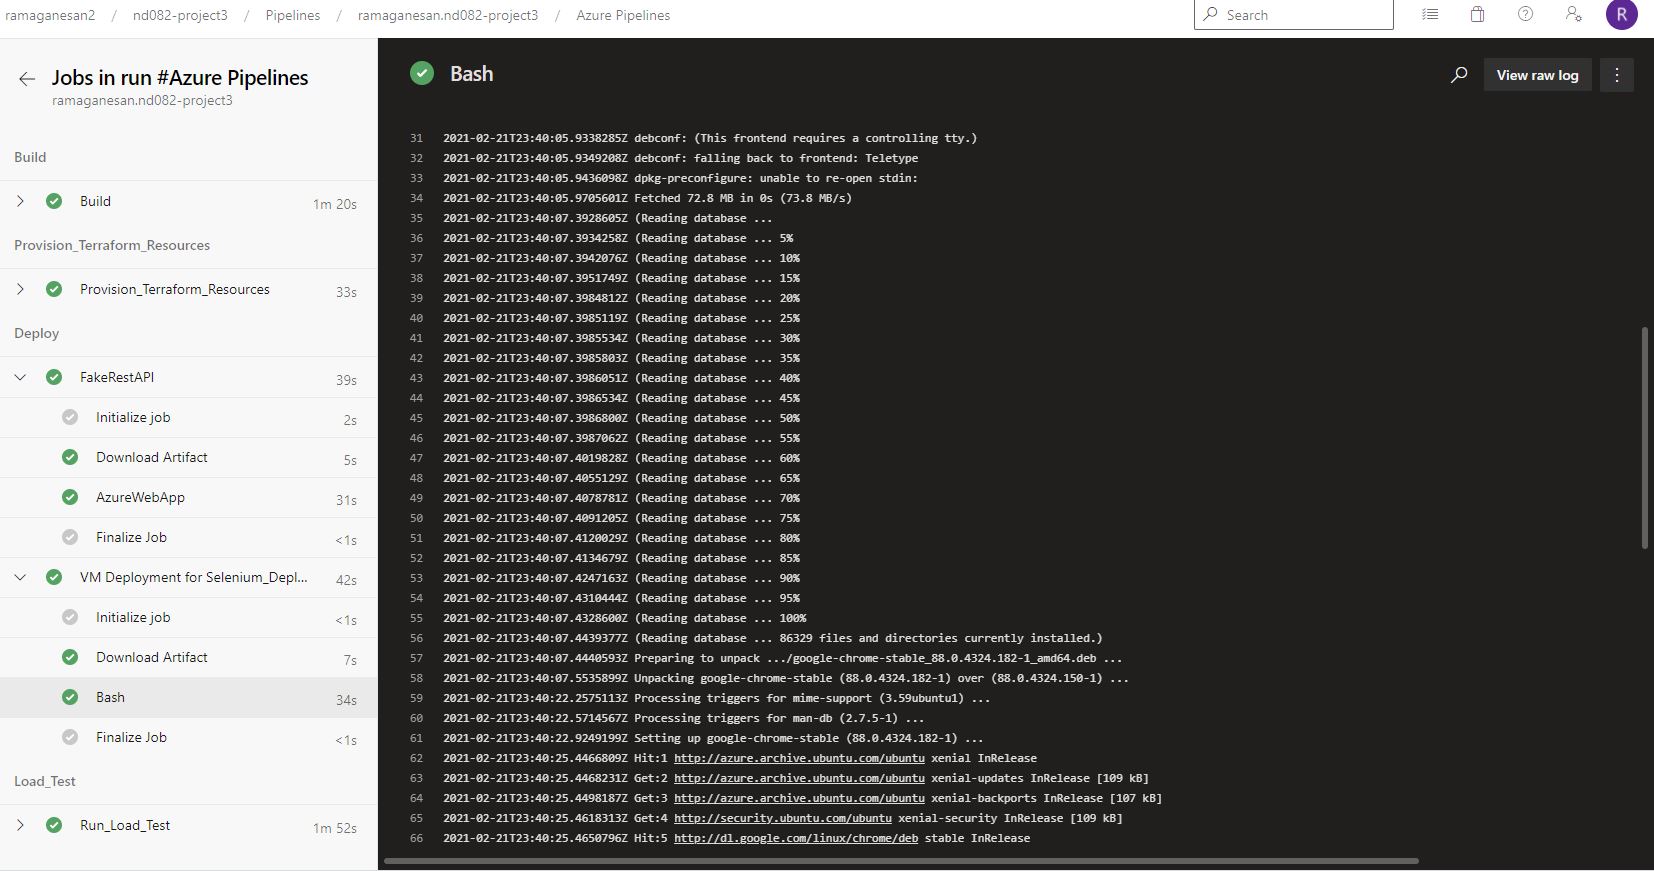 ramaganesan2 / nd082-project3 / Pipelines / ramaganesan.nd082-project3 / Azure Pipelines
Search
R
Jobs in run #Azure Pipelines
ramaganesan.nd082-project3
Build
Build 1m 20s
Provision_Terraform_Resources
Provision_Terraform_Resources 33s
Deploy
FakeRestAPI 39s
Initialize job 2s
Download Artifact 5s
AzureWebApp 31s
Finalize Job <1s
VM Deployment for Selenium_Depl... 42s
Initialize job <1s
Download Artifact 7s
Bash 34s
Finalize Job <1s
Load_Test
Run_Load_Test 1m 52s
Bash
View raw log
31 2021-02-21T23:40:05.9338285Z debconf: (This frontend requires a controlling tty.)
32 2021-02-21T23:40:05.9349208Z debconf: falling back to frontend: Teletype
33 2021-02-21T23:40:05.9436098Z dpkg-preconfigure: unable to re-open stdin:
34 2021-02-21T23:40:05.9705601Z Fetched 72.8 MB in 0s (73.8 MB/s)
35 2021-02-21T23:40:07.3928605Z (Reading database ...
36 2021-02-21T23:40:07.3934258Z (Reading database ... 5%
37 2021-02-21T23:40:07.3942076Z (Reading database ... 10%
38 2021-02-21T23:40:07.3951749Z (Reading database ... 15%
39 2021-02-21T23:40:07.3984812Z (Reading database ... 20%
40 2021-02-21T23:40:07.3985119Z (Reading database ... 25%
41 2021-02-21T23:40:07.3985534Z (Reading database ... 30%
42 2021-02-21T23:40:07.3985803Z (Reading database ... 35%
43 2021-02-21T23:40:07.3986051Z (Reading database ... 40%
44 2021-02-21T23:40:07.3986534Z (Reading database ... 45%
45 2021-02-21T23:40:07.3986800Z (Reading database ... 50%
46 2021-02-21T23:40:07.3987062Z (Reading database ... 55%
47 2021-02-21T23:40:07.4019828Z (Reading database ... 60%
48 2021-02-21T23:40:07.4055129Z (Reading database ... 65%
49 2021-02-21T23:40:07.4078781Z (Reading database ... 70%
50 2021-02-21T23:40:07.4091205Z (Reading database ... 75%
51 2021-02-21T23:40:07.4120029Z (Reading database ... 80%
52 2021-02-21T23:40:07.4134679Z (Reading database ... 85%
53 2021-02-21T23:40:07.4247163Z (Reading database ... 90%
54 2021-02-21T23:40:07.4310444Z (Reading database ... 95%
55 2021-02-21T23:40:07.4328600Z (Reading database ... 100%
56 2021-02-21T23:40:07.4439377Z (Reading database ... 86329 files and directories currently installed.)
57 2021-02-21T23:40:07.4440593Z Preparing to unpack .../google-chrome-stable_88.0.4324.182-1_amd64.deb ...
58 2021-02-21T23:40:07.5535899Z Unpacking google-chrome-stable (88.0.4324.182-1) over (88.0.4324.150-1) ...
59 2021-02-21T23:40:22.2575113Z Processing triggers for mime-support (3.59ubuntu1) ...
60 2021-02-21T23:40:22.5714567Z Processing triggers for man-db (2.7.5-1) ...
61 2021-02-21T23:40:22.9249199Z Setting up google-chrome-stable (88.0.4324.182-1) ...
62 2021-02-21T23:40:25.4466809Z Hit:1 http://azure.archive.ubuntu.com/ubuntu xenial InRelease
63 2021-02-21T23:40:25.4468231Z Get:2 http://azure.archive.ubuntu.com/ubuntu xenial-updates InRelease [109 kB]
64 2021-02-21T23:40:25.4498187Z Get:3 http://azure.archive.ubuntu.com/ubuntu xenial-backports InRelease [107 kB]
65 2021-02-21T23:40:25.4618313Z Get:4 http://security.ubuntu.com/ubuntu xenial-security InRelease [109 kB]
66 2021-02-21T23:40:25.4650796Z Hit:5 http://dl.google.com/linux/chrome/deb stable InRelease